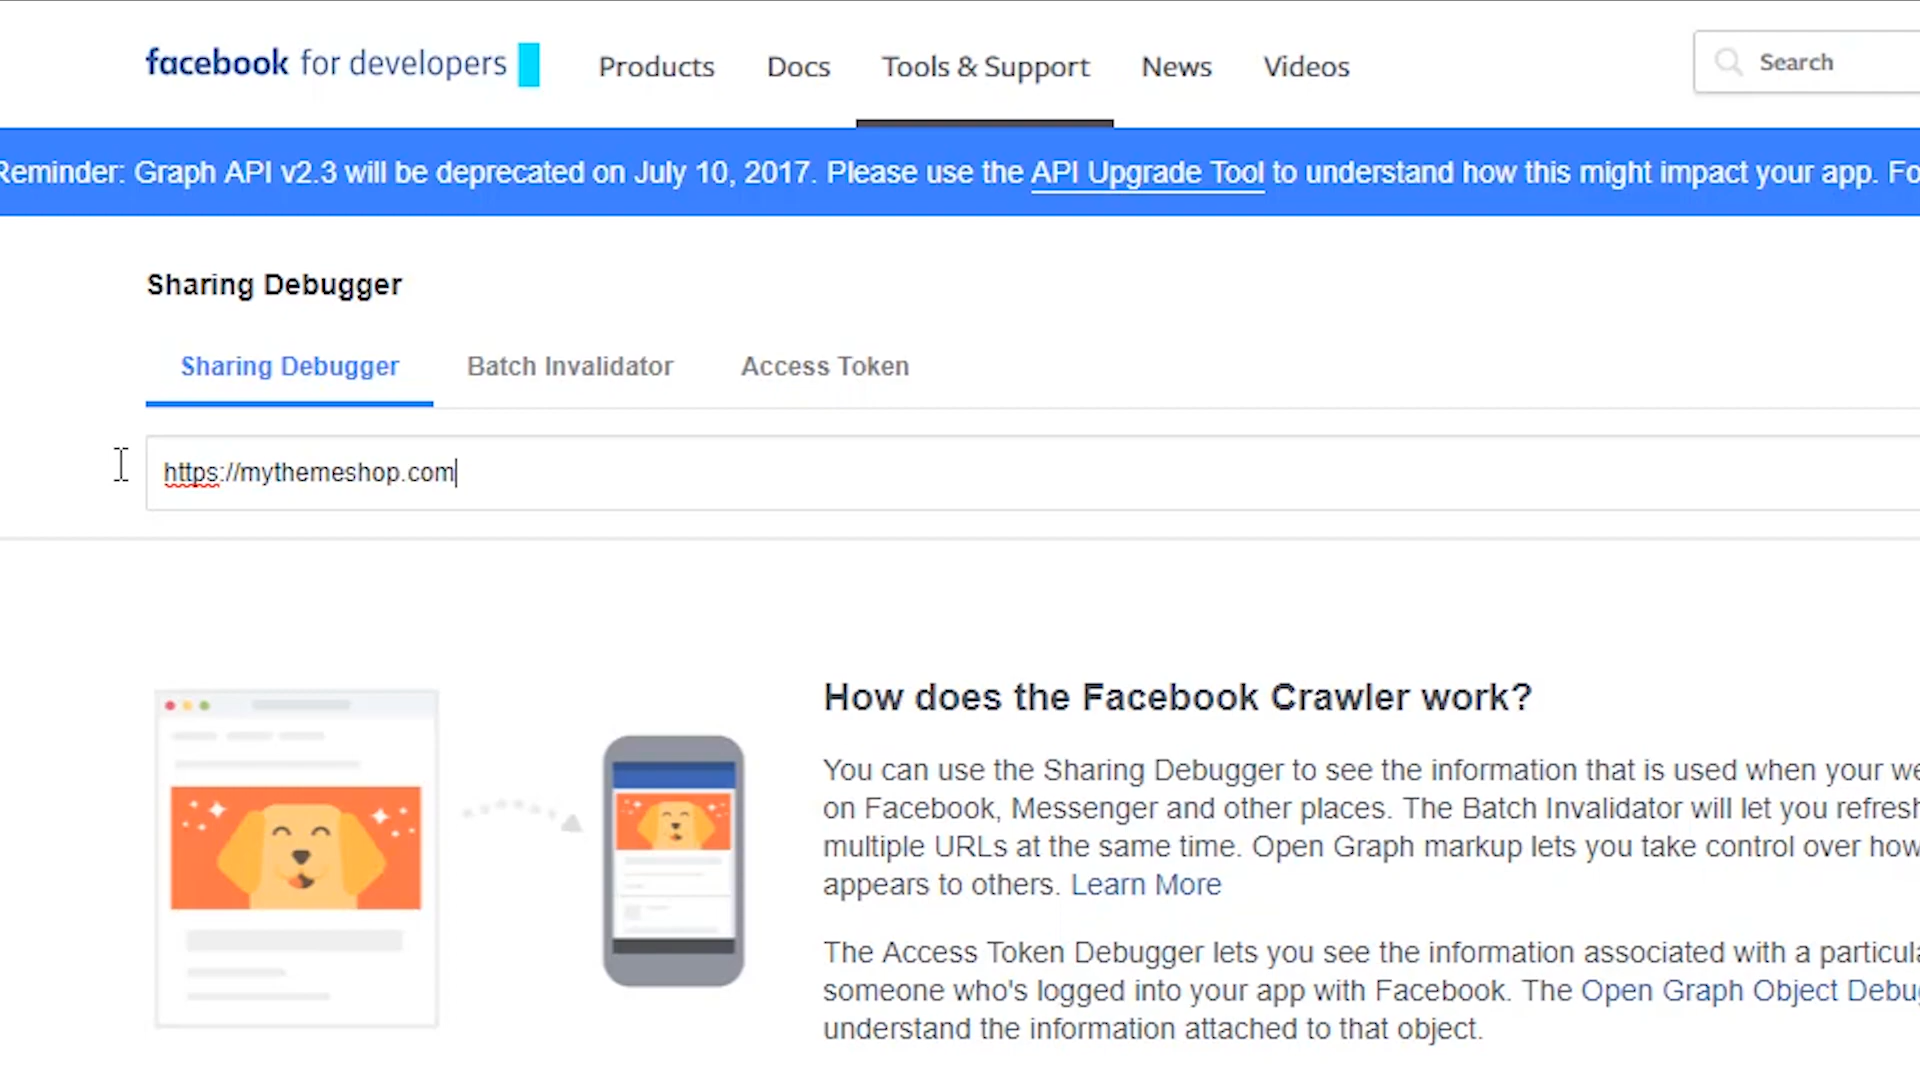 facebook for developers
Products Docs Tools & Support News Videos
Search
Reminder: Graph API v2.3 will be deprecated on July 10, 2017. Please use the API Upgrade Tool to understand how this might impact your app. Fo
Sharing Debugger
Sharing Debugger Batch Invalidator Access Token
https://mythemeshop.com
How does the Facebook Crawler work?
You can use the Sharing Debugger to see the information that is used when your we
on Facebook, Messenger and other places. The Batch Invalidator will let you refresh
multiple URLs at the same time. Open Graph markup lets you take control over how
appears to others. Learn More
The Access Token Debugger lets you see the information associated with a particula
someone who's logged into your app with Facebook. The Open Graph Object Debug
understand the information attached to that object.